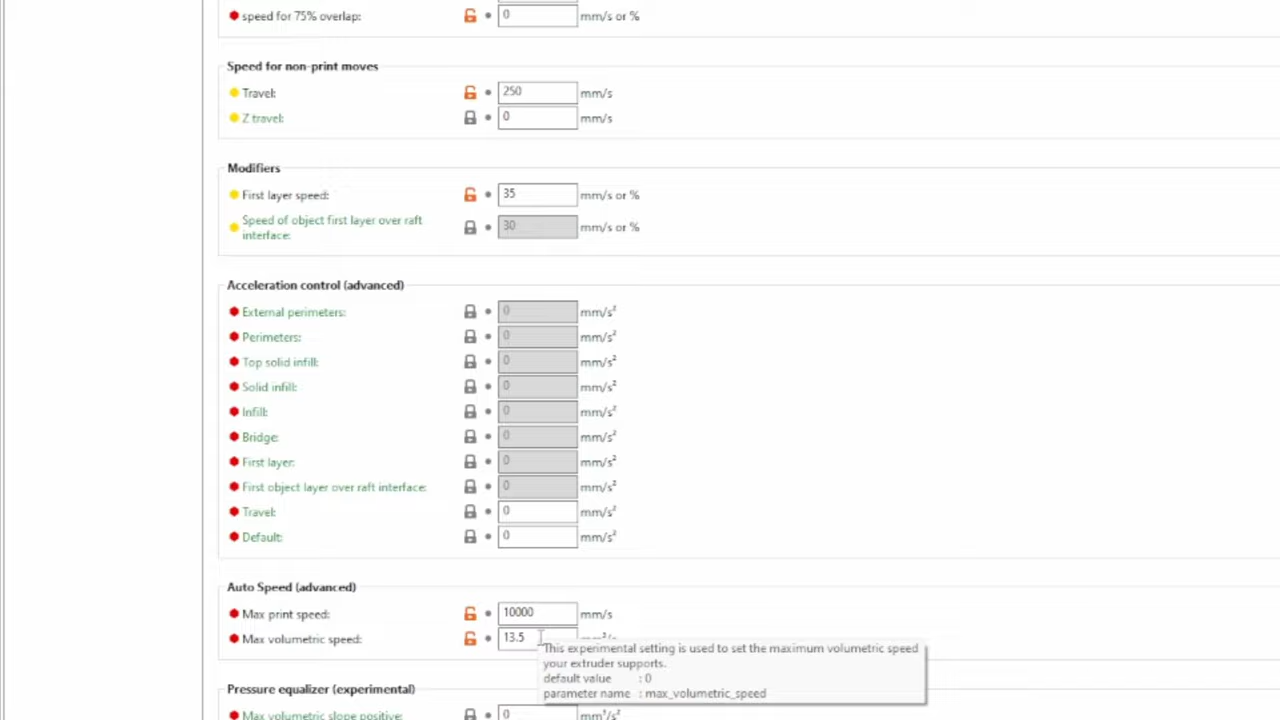 speed for 75% overlap: 0 mm/s or %
Speed for non-print moves
Travel: 250 mm/s
Z travel: 0 mm/s
Modifiers
First layer speed: 35 mm/s or %
Speed of object first layer over raft
interface: 30 mm/s or %
Acceleration control (advanced)
External perimeters: 0 mm/s²
Perimeters: 0 mm/s²
Top solid infill: 0 mm/s²
Solid infill: 0 mm/s²
Infill: 0 mm/s²
Bridge: 0 mm/s²
First layer: 0 mm/s²
First object layer over raft interface: 0 mm/s²
Travel: 0 mm/s²
Default: 0 mm/s²
Auto Speed (advanced)
Max print speed: 10000 mm/s
Max volumetric speed: 13.5
This experimental setting is used to set the maximum volumetric speed
your extruder supports.
default value : 0
parameter name : max_volumetric_speed
Pressure equalizer (experimental)
Max volumetric slope positive: 0 mm³/s²